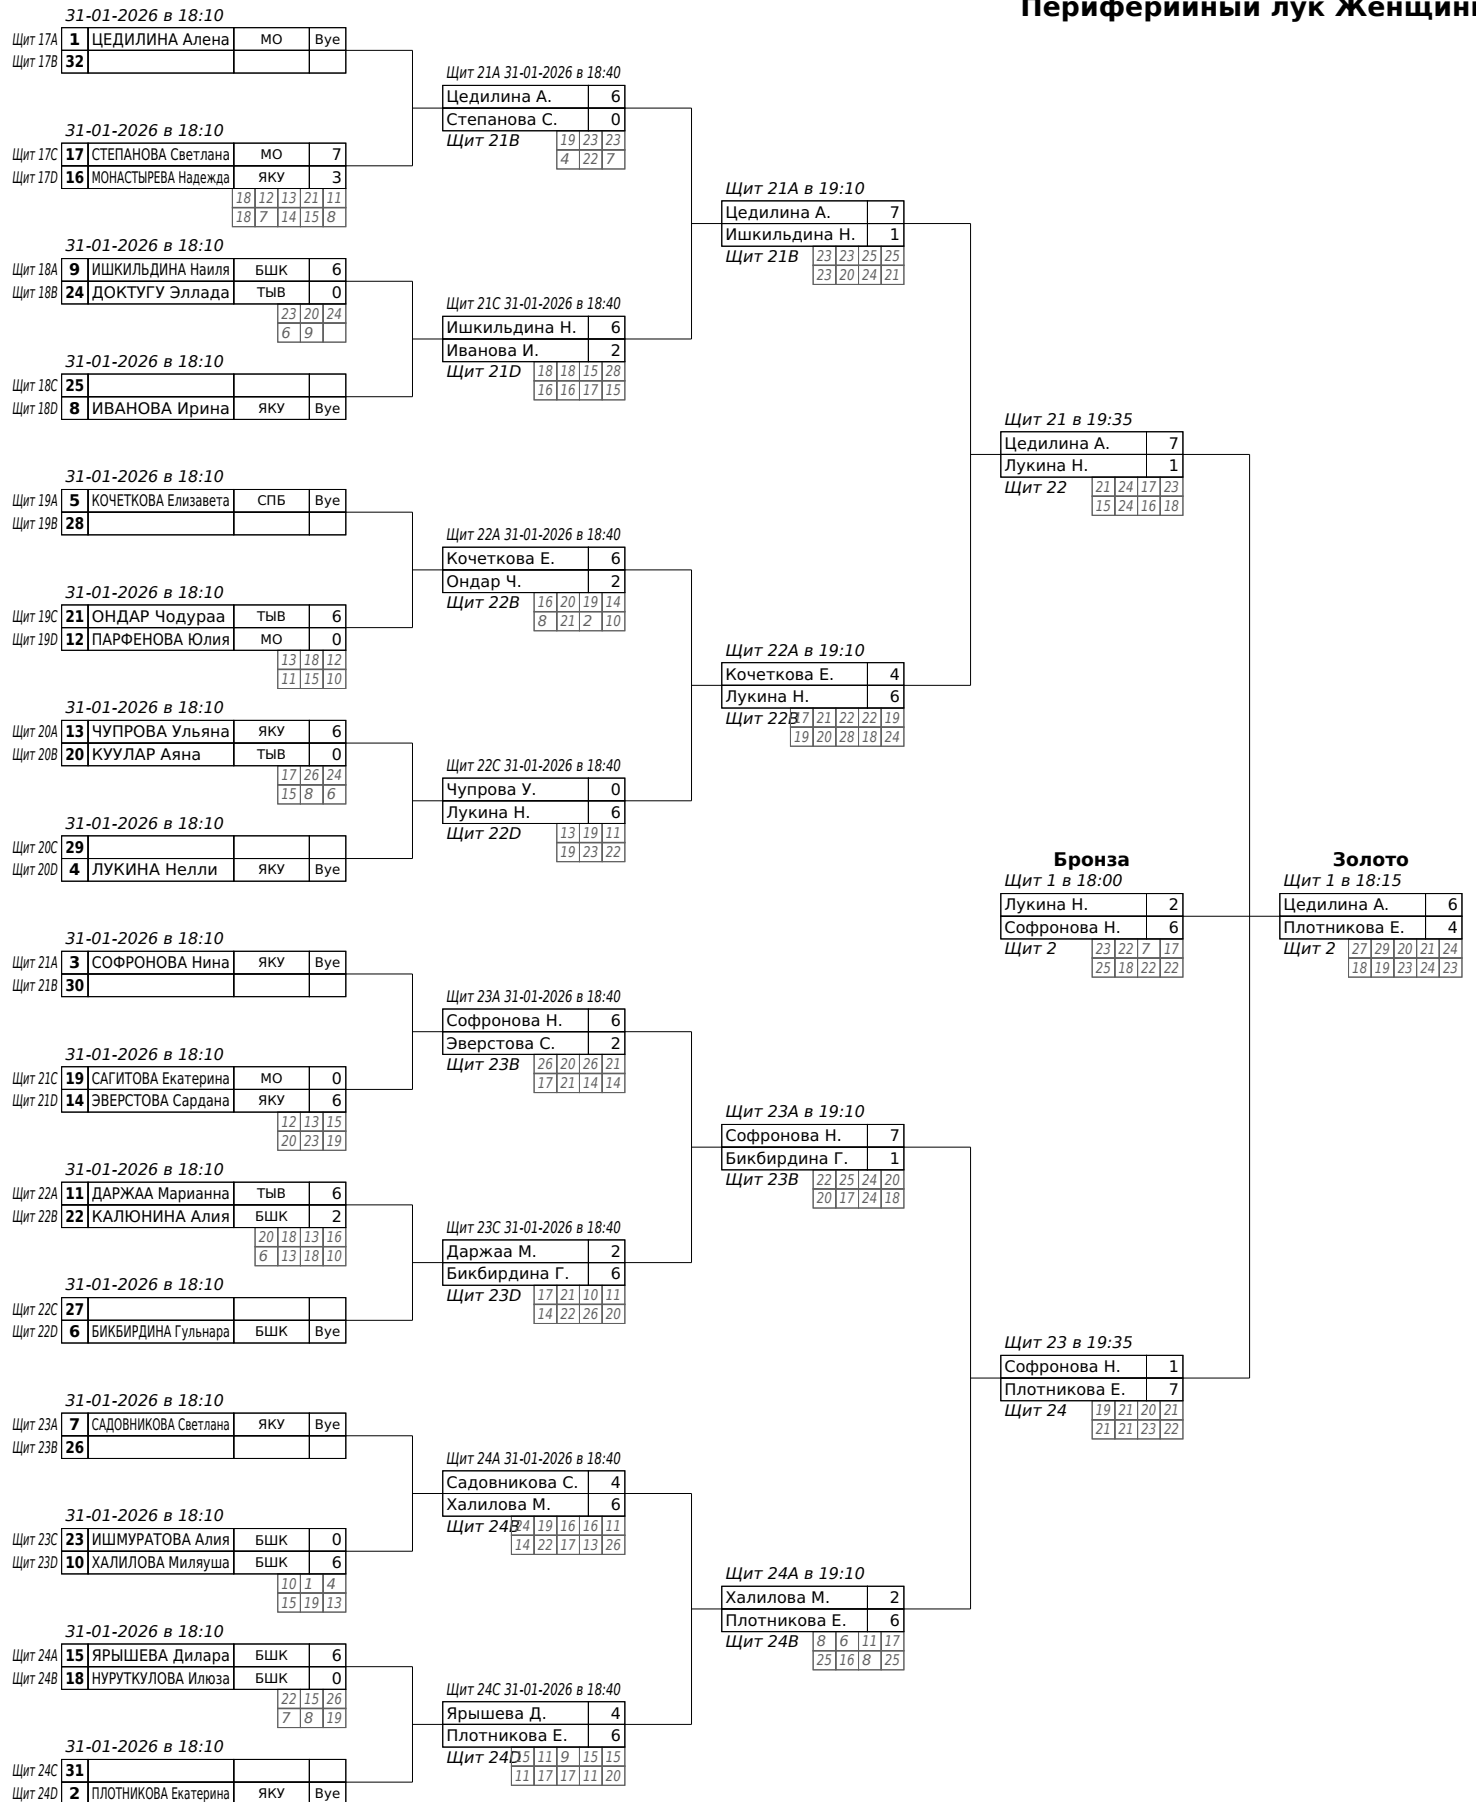 Периферийный лук Женщины
31-01-2026 в 18:10
Щит 17A 1 ЦЕДИЛИНА Алена МО Bye
Щит 17B 32
31-01-2026 в 18:10
Щит 17C 17 СТЕПАНОВА Светлана МО 7
Щит 17D 16 МОНАСТЫРЕВА Надежда ЯКУ 3
18 12 13 21 11
18 7 14 15 8
31-01-2026 в 18:10
Щит 18A 9 ИШКИЛЬДИНА Наиля БШК 6
Щит 18B 24 ДОКТУГУ Эллада ТЫВ 0
23 20 24
6 9
31-01-2026 в 18:10
Щит 18C 25
Щит 18D 8 ИВАНОВА Ирина ЯКУ Bye
31-01-2026 в 18:10
Щит 19A 5 КОЧЕТКОВА Елизавета СПБ Bye
Щит 19B 28
31-01-2026 в 18:10
Щит 19C 21 ОНДАР Чодураа ТЫВ 6
Щит 19D 12 ПАРФЕНОВА Юлия МО 0
13 18 12
11 15 10
31-01-2026 в 18:10
Щит 20A 13 ЧУПРОВА Ульяна ЯКУ 6
Щит 20B 20 КУУЛАР Аяна ТЫВ 0
17 26 24
15 8 6
31-01-2026 в 18:10
Щит 20C 29
Щит 20D 4 ЛУКИНА Нелли ЯКУ Bye
31-01-2026 в 18:10
Щит 21A 3 СОФРОНОВА Нина ЯКУ Bye
Щит 21B 30
31-01-2026 в 18:10
Щит 21C 19 САГИТОВА Екатерина МО 0
Щит 21D 14 ЭВЕРСТОВА Сардана ЯКУ 6
12 13 15
20 23 19
31-01-2026 в 18:10
Щит 22A 11 ДАРЖАА Марианна ТЫВ 6
Щит 22B 22 КАЛЮНИНА Алия БШК 2
20 18 13 16
6 13 18 10
31-01-2026 в 18:10
Щит 22C 27
Щит 22D 6 БИКБИРДИНА Гульнара БШК Bye
31-01-2026 в 18:10
Щит 23A 7 САДОВНИКОВА Светлана ЯКУ Bye
Щит 23B 26
31-01-2026 в 18:10
Щит 23C 23 ИШМУРАТОВА Алия БШК 0
Щит 23D 10 ХАЛИЛОВА Миляуша БШК 6
10 1 4
15 19 13
31-01-2026 в 18:10
Щит 24A 15 ЯРЫШЕВА Дилара БШК 6
Щит 24B 18 НУРУТКУЛОВА Илюза БШК 0
22 15 26
7 8 19
31-01-2026 в 18:10
Щит 24C 31
Щит 24D 2 ПЛОТНИКОВА Екатерина ЯКУ Bye
Щит 21A 31-01-2026 в 18:40
Цедилина А. 6
Степанова С. 0
Щит 21B 19 23 23
4 22 7
Щит 21C 31-01-2026 в 18:40
Ишкильдина Н. 6
Иванова И. 2
Щит 21D 18 18 15 28
16 16 17 15
Щит 22A 31-01-2026 в 18:40
Кочеткова Е. 6
Ондар Ч. 2
Щит 22B 16 20 19 14
8 21 2 10
Щит 22C 31-01-2026 в 18:40
Чупрова У. 0
Лукина Н. 6
Щит 22D 13 19 11
19 23 22
Щит 23A 31-01-2026 в 18:40
Софронова Н. 6
Эверстова С. 2
Щит 23B 26 20 26 21
17 21 14 14
Щит 23C 31-01-2026 в 18:40
Даржаа М. 2
Бикбирдина Г. 6
Щит 23D 17 21 10 11
14 22 26 20
Щит 24A 31-01-2026 в 18:40
Садовникова С. 4
Халилова М. 6
Щит 24B 24 19 16 16 11
14 22 17 13 26
Щит 24C 31-01-2026 в 18:40
Ярышева Д. 4
Плотникова Е. 6
Щит 24D 15 11 9 15 15
11 17 17 11 20
Щит 21A в 19:10
Цедилина А. 7
Ишкильдина Н. 1
Щит 21B 23 23 25 25
23 20 24 21
Щит 22A в 19:10
Кочеткова Е. 4
Лукина Н. 6
Щит 22B 17 21 22 22 19
19 20 28 18 24
Щит 23A в 19:10
Софронова Н. 7
Бикбирдина Г. 1
Щит 23B 22 25 24 20
20 17 24 18
Щит 24A в 19:10
Халилова М. 2
Плотникова Е. 6
Щит 24B 8 6 11 17
25 16 8 25
Щит 21 в 19:35
Цедилина А. 7
Лукина Н. 1
Щит 22 21 24 17 23
15 24 16 18
Щит 23 в 19:35
Софронова Н. 1
Плотникова Е. 7
Щит 24 19 21 20 21
21 21 23 22
Бронза
Щит 1 в 18:00
Лукина Н. 2
Софронова Н. 6
Щит 2 23 22 7 17
25 18 22 22
Золото
Щит 1 в 18:15
Цедилина А. 6
Плотникова Е. 4
Щит 2 27 29 20 21 24
18 19 23 24 23